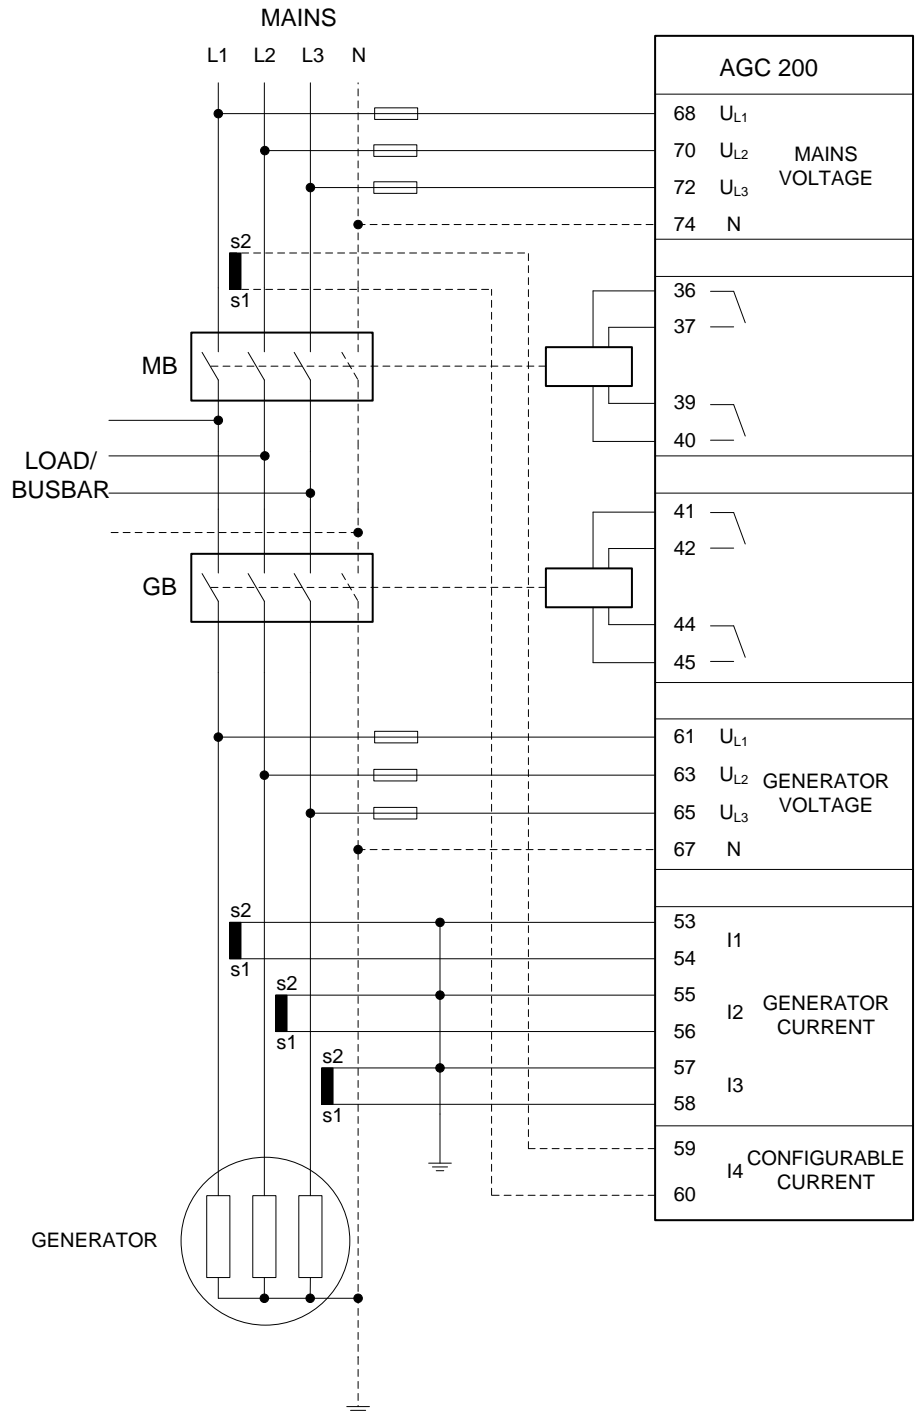 MAINS
L1 L2 L3 N
AGC 200
68 UL1
70 UL2
72 UL3
74 N
MAINS
VOLTAGE
s2
s1
MB
36
37
39
40
LOAD/
BUSBAR
GB
41
42
44
45
61 UL1
63 UL2
65 UL3
67 N
GENERATOR
VOLTAGE
s2
s1
s2
s1
s2
s1
53
54
I1
55
56
I2
57
58
I3
GENERATOR
CURRENT
59
60
I4
CONFIGURABLE
CURRENT
GENERATOR